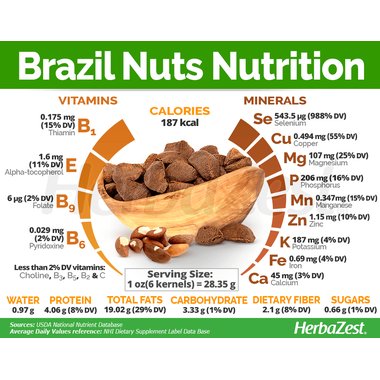 Brazil Nuts Nutrition
VITAMINS
0.175 mg
(15% DV)
Thiamin
B1
1.6 mg
(11% DV)
Alpha-tocopherol
E
6 µg (2% DV)
Folate
B9
0.029 mg
(2% DV)
Pyridoxine
B6
Less than 2% DV vitamins:
Choline, B3, B5, B2 & C
CALORIES
187 kcal
MINERALS
Se 543.5 µg (988% DV)
Selenium
Cu 0.494 mg (55% DV)
Copper
Mg 107 mg (25% DV)
Magnesium
P 206 mg (16% DV)
Phosphorus
Mn 0.347mg (15% DV)
Manganese
Zn 1.15 mg (10% DV)
Zinc
K 187 mg (4% DV)
Potassium
Fe 0.69 mg (4% DV)
Iron
Ca 45 mg (3% DV)
Calcium
Serving Size:
1 oz(6 kernels) = 28.35 g
WATER
0.97 g
PROTEIN
4.06 g (8% DV)
TOTAL FATS
19.02 g (29% DV)
CARBOHYDRATE
3.33 g (1% DV)
DIETARY FIBER
2.1 g (8% DV)
SUGARS
0.66 g (1% DV)
Sources: USDA National Nutrient Database
Average Daily Values reference: NHI Dietary Supplement Label Data Base
HerbaZest.